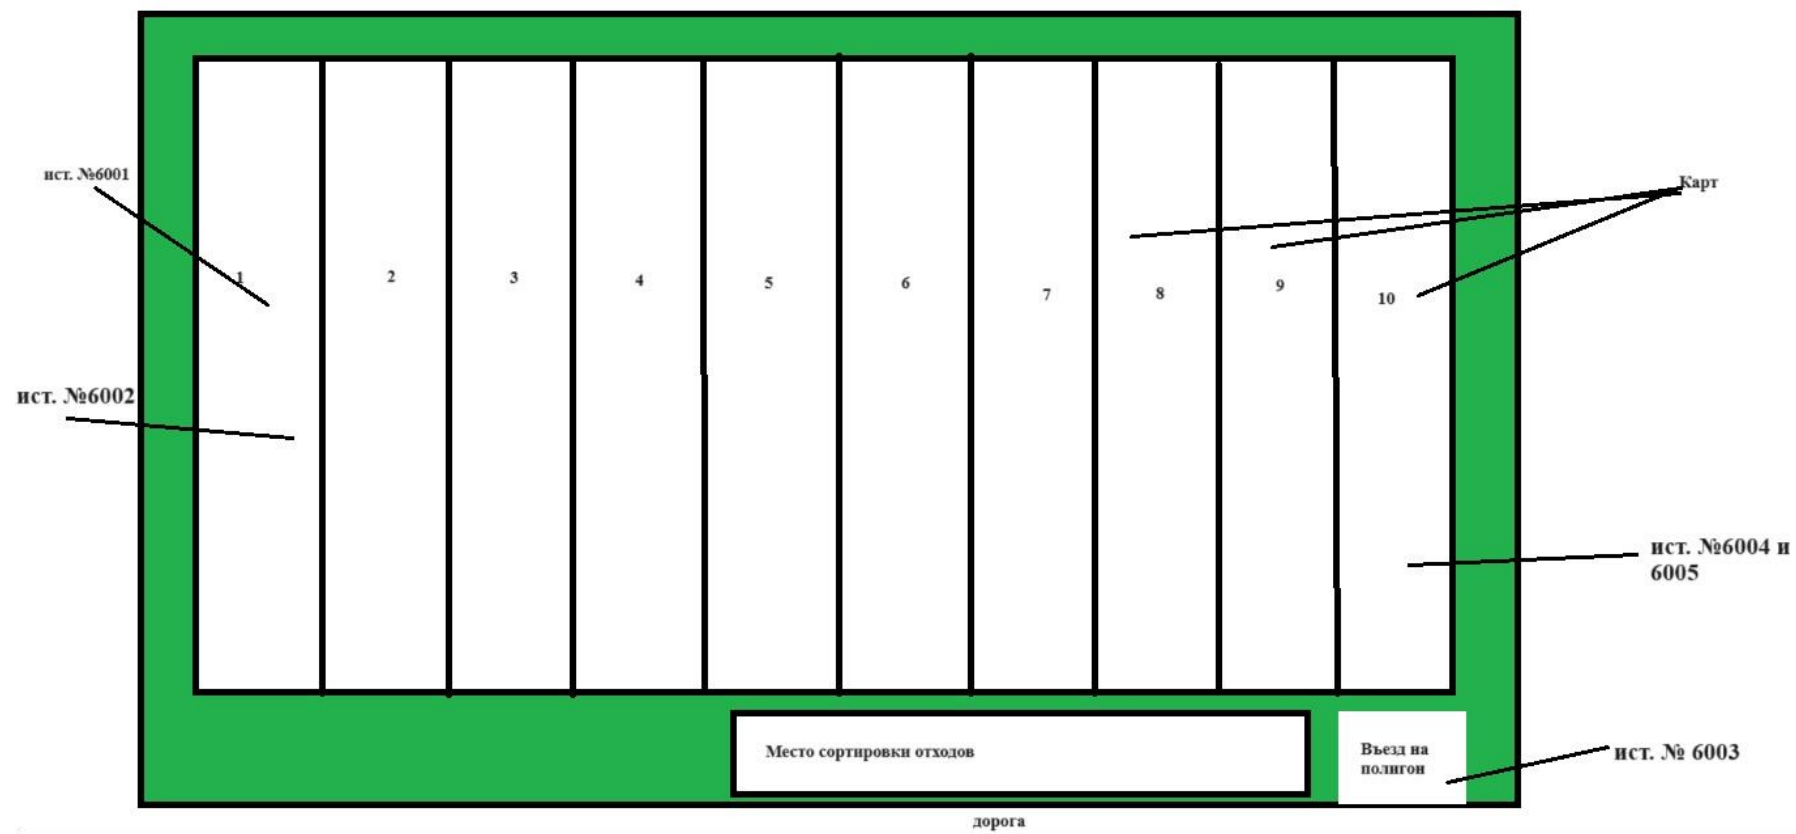 ист. №6001
Карт
1
2
3
4
5
6
7
8
9
10
ист. №6002
ист. №6004 и
6005
Место сортировки отходов
Въезд на
полигон
ист. № 6003
дорога